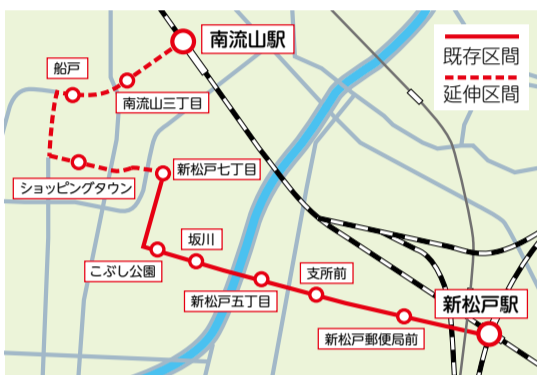 南流山駅
既存区間
延伸区間
船戸
南流山三丁目
ショッピングタウン
新松戸七丁目
坂川
こぶし公園
支所前
新松戸五丁目
新松戸駅
新松戸郵便局前